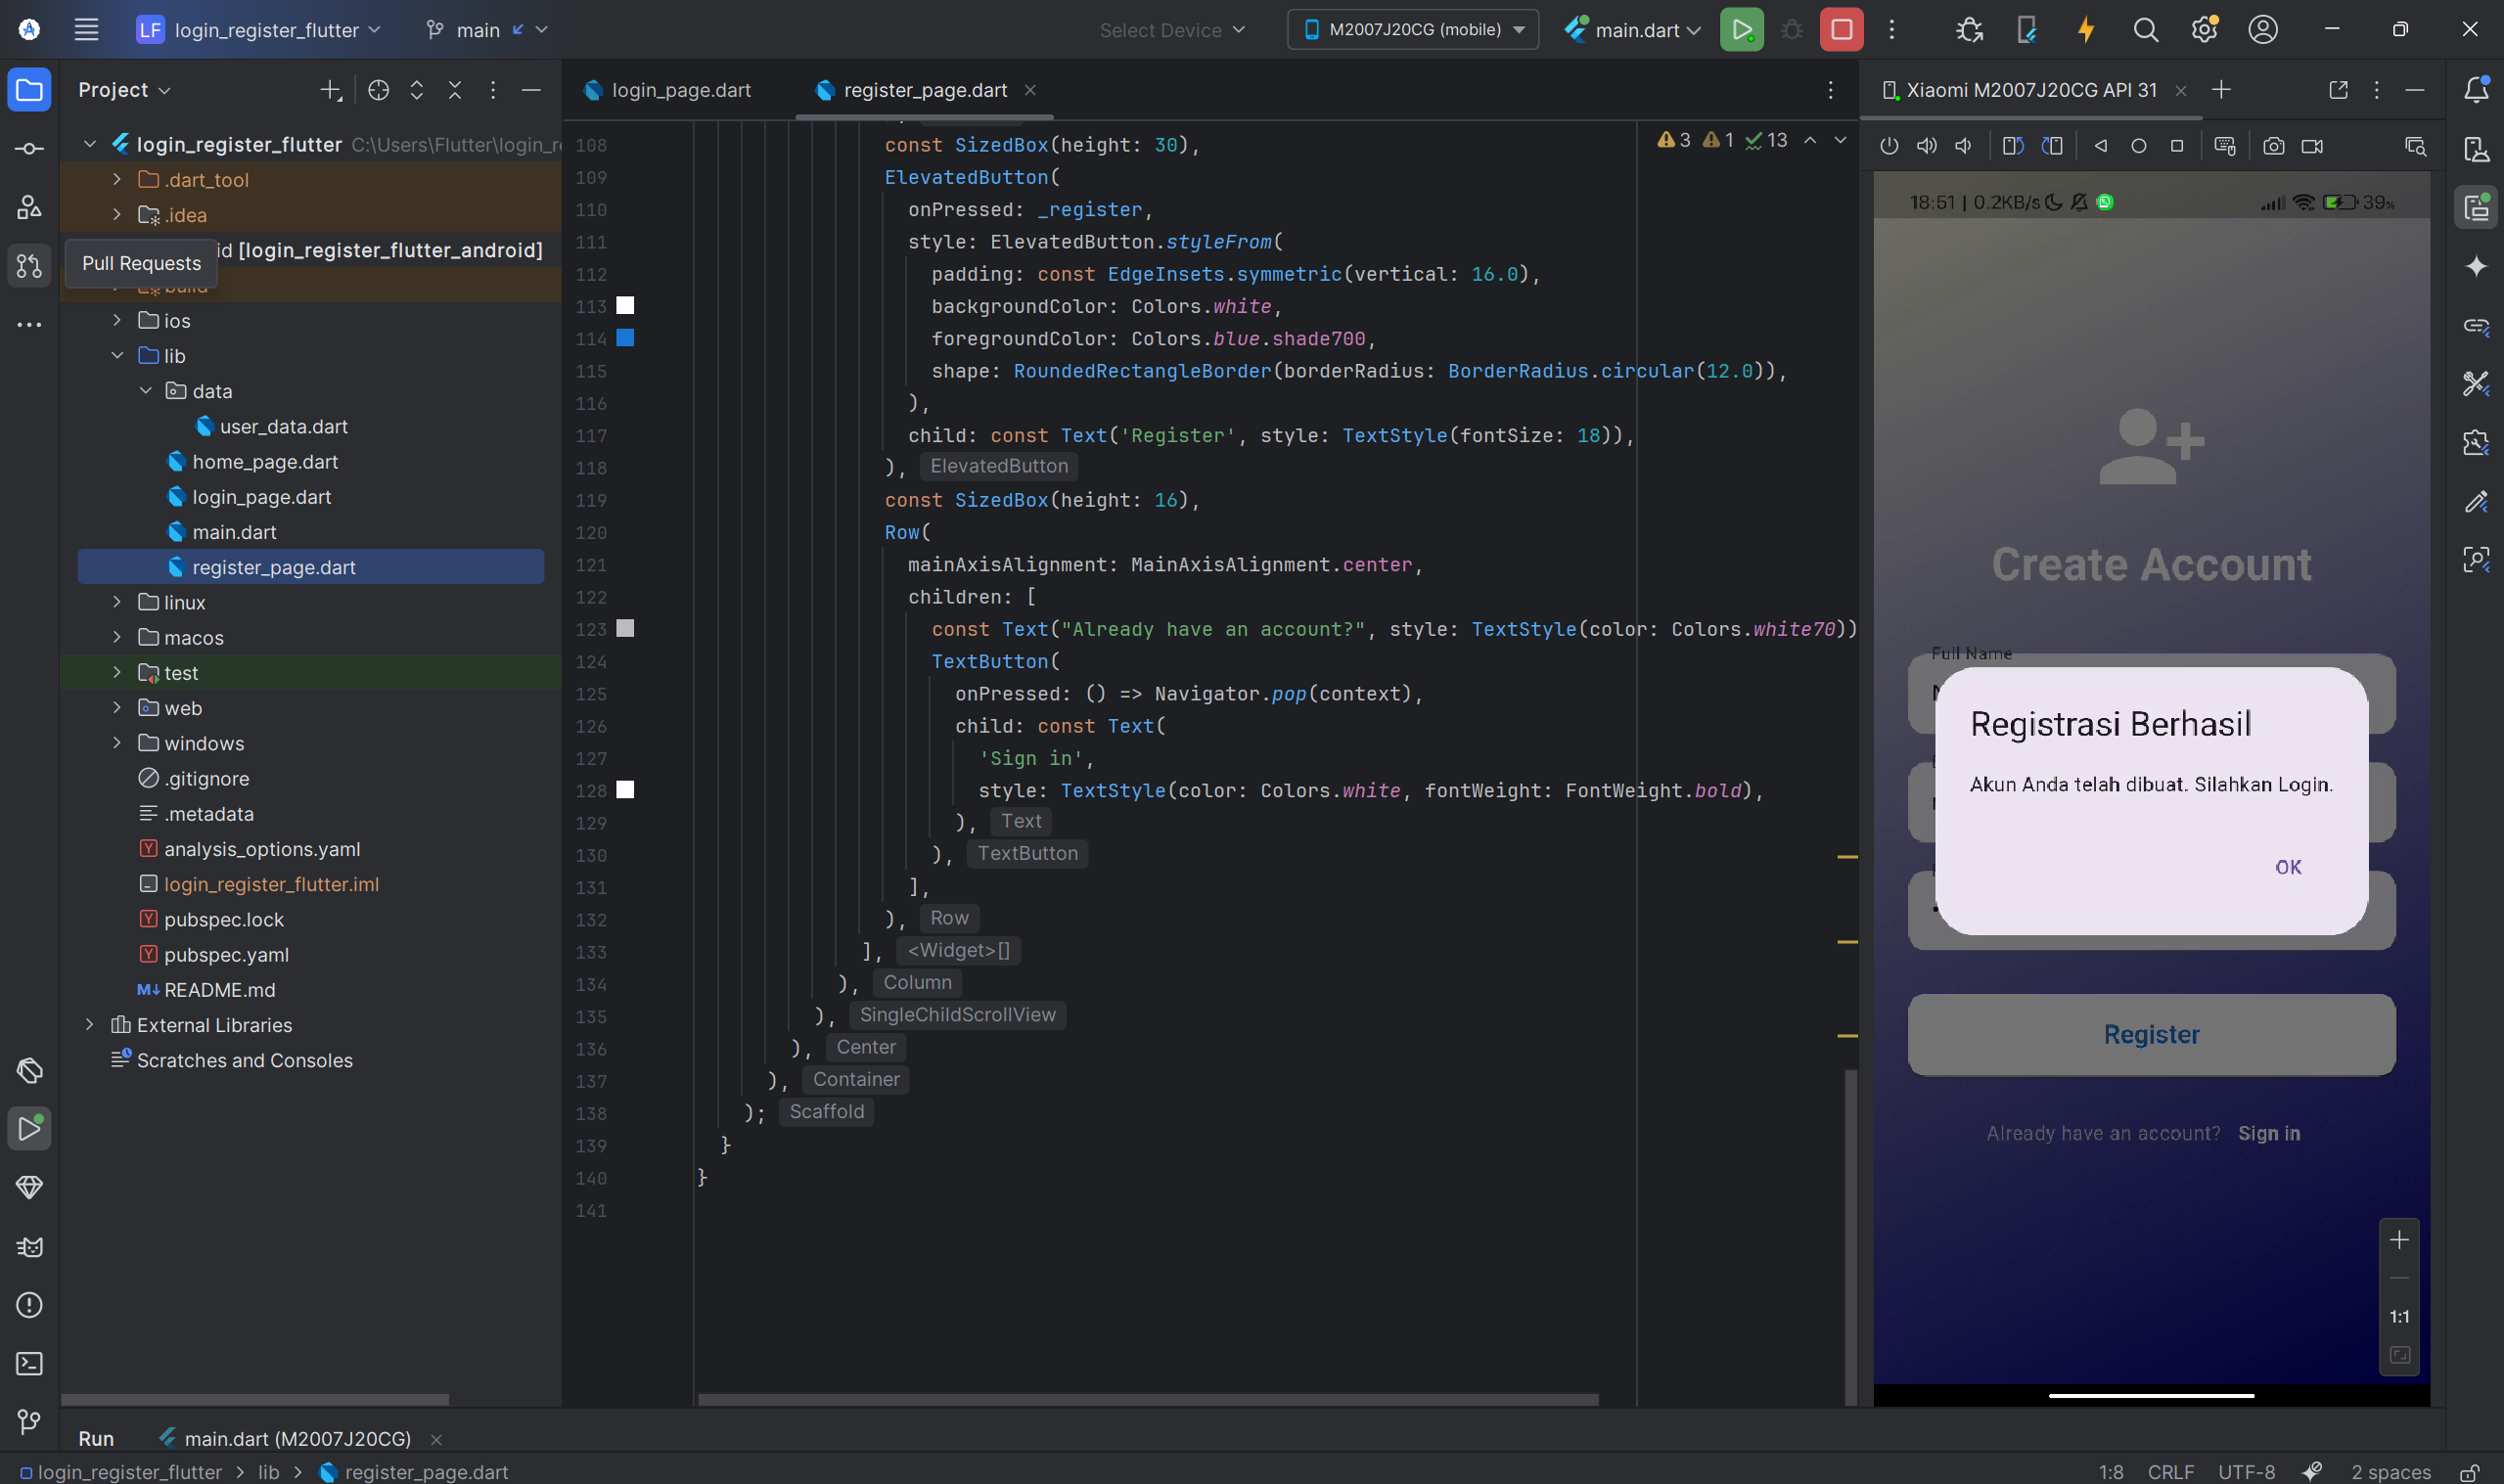 LF login_register_flutter main Select Device M2007J20CG (mobile) main.dart
Project
login_page.dart register_page.dart
Xiaomi M2007J20CG API 31
login_register_flutter C:\Users\Flutter\login_r
.dart_tool
.idea
id [login_register_flutter_android]
Pull Requests
build
ios
lib
data
user_data.dart
home_page.dart
login_page.dart
main.dart
register_page.dart
linux
macos
test
web
windows
.gitignore
.metadata
analysis_options.yaml
login_register_flutter.iml
pubspec.lock
pubspec.yaml
README.md
External Libraries
Scratches and Consoles
3 1 13
108 const SizedBox(height: 30),
109 ElevatedButton(
110 onPressed: _register,
111 style: ElevatedButton.styleFrom(
112 padding: const EdgeInsets.symmetric(vertical: 16.0),
113 backgroundColor: Colors.white,
114 foregroundColor: Colors.blue.shade700,
115 shape: RoundedRectangleBorder(borderRadius: BorderRadius.circular(12.0)),
116 ),
117 child: const Text('Register', style: TextStyle(fontSize: 18)),
118 ), ElevatedButton
119 const SizedBox(height: 16),
120 Row(
121 mainAxisAlignment: MainAxisAlignment.center,
122 children: [
123 const Text("Already have an account?", style: TextStyle(color: Colors.white70))
124 TextButton(
125 onPressed: () => Navigator.pop(context),
126 child: const Text(
127 'Sign in',
128 style: TextStyle(color: Colors.white, fontWeight: FontWeight.bold),
129 ), Text
130 ), TextButton
131 ],
132 ), Row
133 ], <Widget>[]
134 ), Column
135 ), SingleChildScrollView
136 ), Center
137 ), Container
138 ); Scaffold
139 }
140 }
141
18:51 | 0.2KB/s 39%
Create Account
Full Name
Registrasi Berhasil
Akun Anda telah dibuat. Silahkan Login.
OK
Register
Already have an account? Sign in
1:1
Run main.dart (M2007J20CG)
login_register_flutter > lib > register_page.dart
1:8 CRLF UTF-8 2 spaces